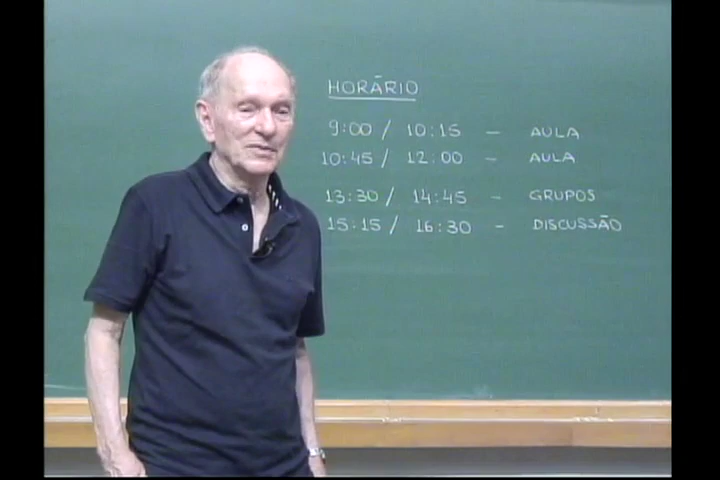 HORÁRIO
9:00 / 10:15 - AULA
10:45 / 12:00 - AULA
13:30 / 14:45 - GRUPOS
15:15 / 16:30 - DISCUSSÃO